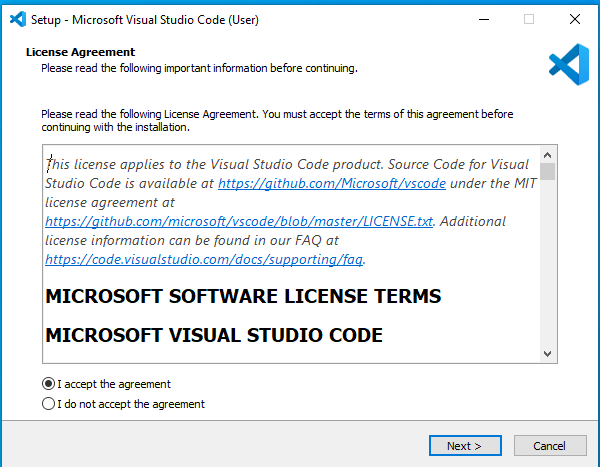 Setup - Microsoft Visual Studio Code (User)
License Agreement
Please read the following important information before continuing.
Please read the following License Agreement. You must accept the terms of this agreement before
continuing with the installation.
This license applies to the Visual Studio Code product. Source Code for Visual
Studio Code is available at https://github.com/Microsoft/vscode under the MIT
license agreement at
https://github.com/microsoft/vscode/blob/master/LICENSE.txt. Additional
license information can be found in our FAQ at
https://code.visualstudio.com/docs/supporting/faq.
MICROSOFT SOFTWARE LICENSE TERMS
MICROSOFT VISUAL STUDIO CODE
I accept the agreement
I do not accept the agreement
Next >
Cancel